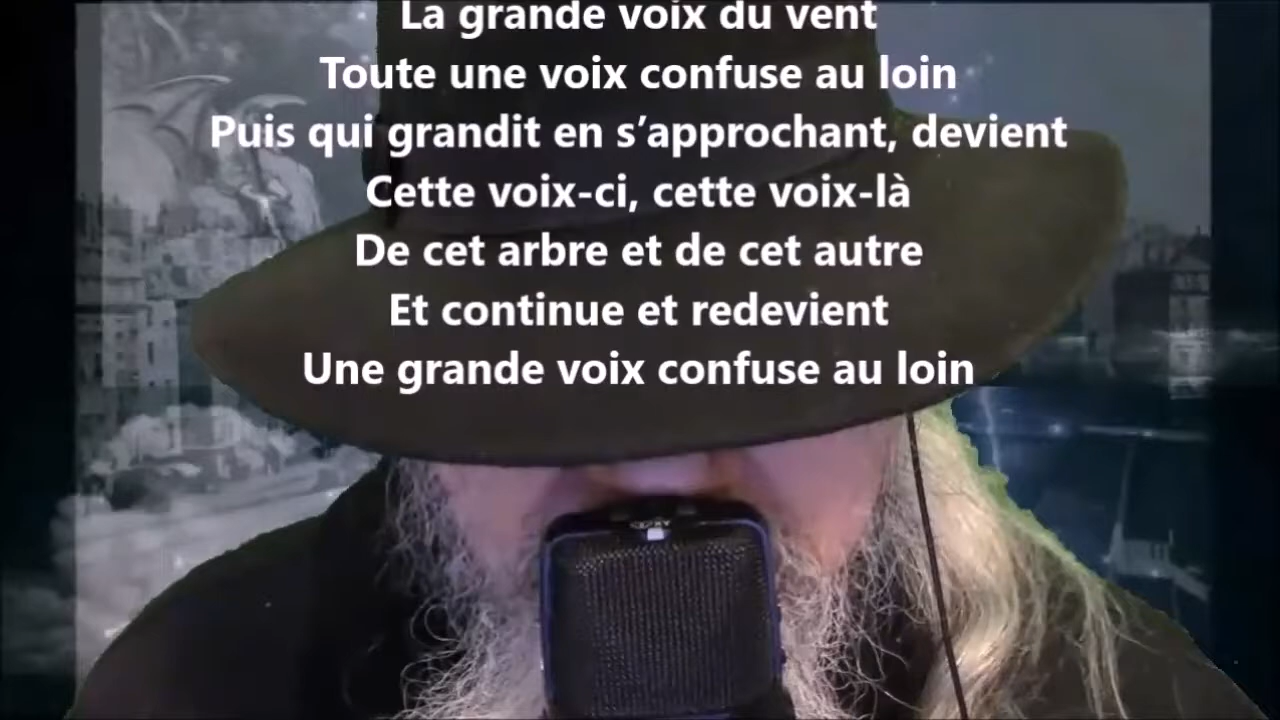 La grande voix du vent
Toute une voix confuse au loin
Puis qui grandit en s’approchant, devient
Cette voix-ci, cette voix-là
De cet arbre et de cet autre
Et continue et redevient
Une grande voix confuse au loin